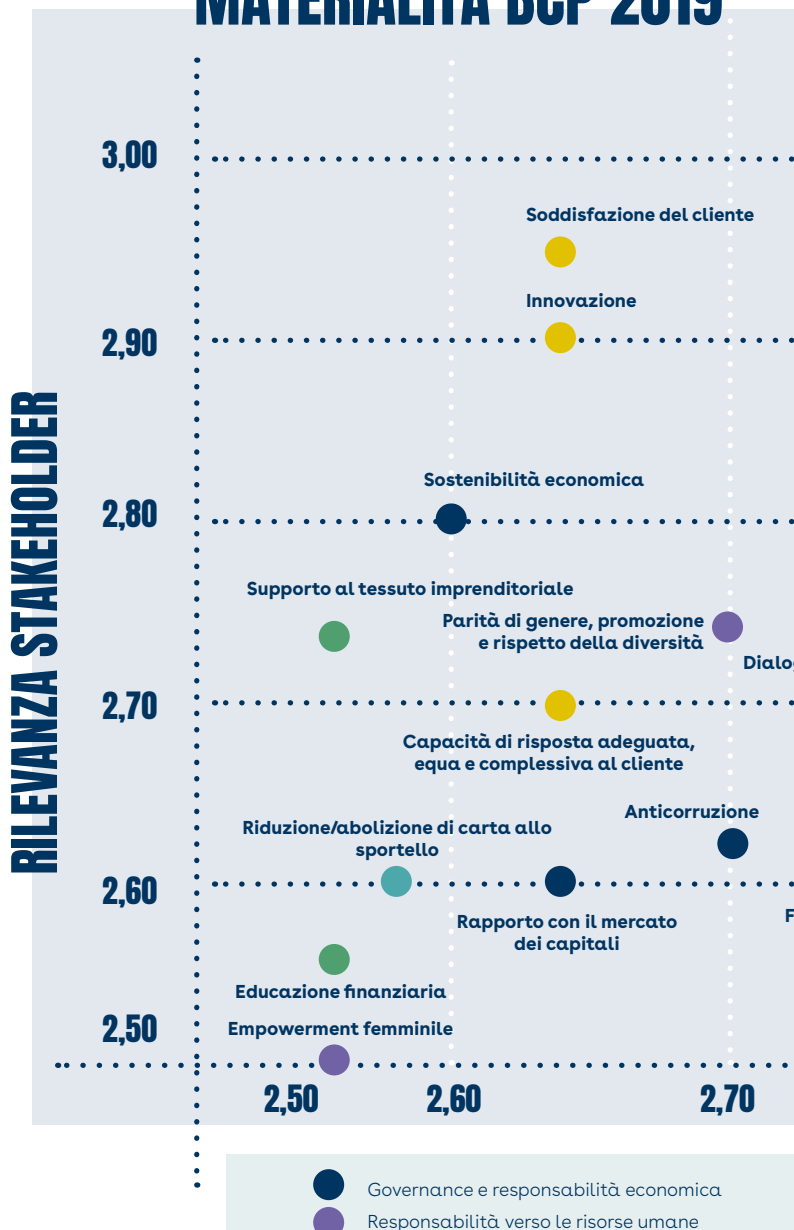 MATERIALITÀ BCP 2019
3,00
Soddisfazione del cliente
Innovazione
2,90
RILEVANZA STAKEHOLDER
Sostenibilità economica
2,80
Supporto al tessuto imprenditoriale
Parità di genere, promozione
e rispetto della diversità
2,70
Capacità di risposta adeguata,
equa e complessiva al cliente
Anticorruzione
Riduzione/abolizione di carta allo
sportello
2,60
Rapporto con il mercato
dei capitali
Educazione finanziaria
2,50
Empowerment femminile
2,50 2,60 2,70
Governance e responsabilità economica
Responsabilità verso le risorse umane